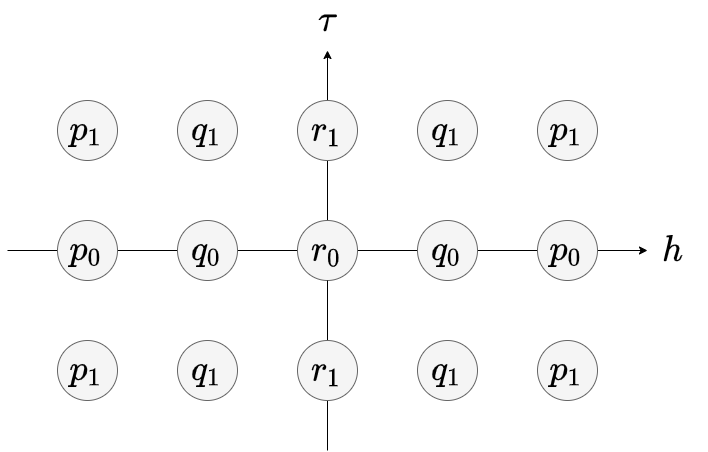 τ
p₁ q₁ r₁ q₁ p₁
p₀ q₀ r₀ q₀ p₀ h
p₁ q₁ r₁ q₁ p₁